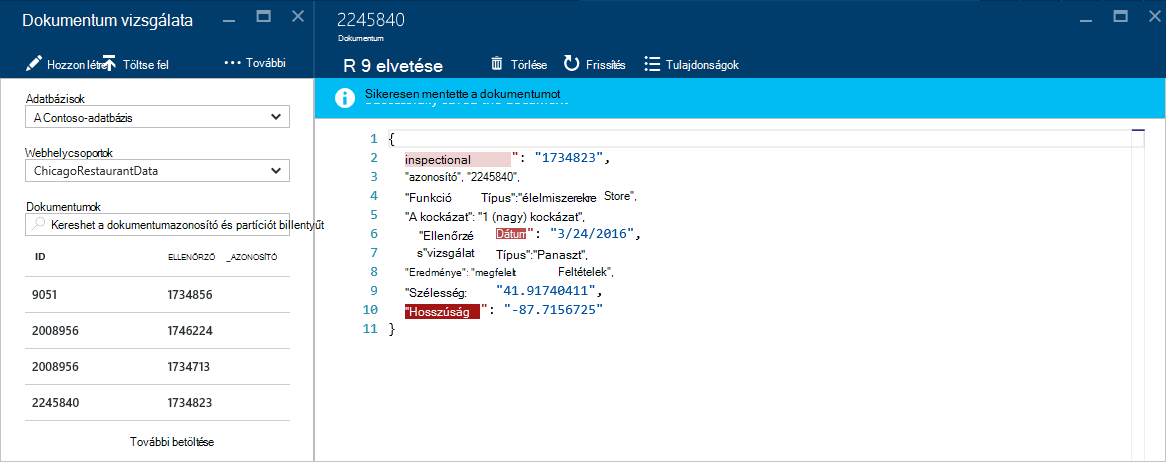 Dokumentum vizsgálata
Hozzon létre Töltse fel ··· További
Adatbázisok
A Contoso-adatbázis
Webhelycsoportok
ChicagoRestaurantData
Dokumentumok
Kereshet a dokumentumazonosító és partíciót billentyűt
ID ELLENŐRZŐ _AZONOSÍTÓ
9051 1734856
2008956 1746224
2008956 1734713
2245840 1734823
További betöltése
2245840
Dokumentum
R 9 elvetése Törlése Frissítés Tulajdonságok
Sikeresen mentette a dokumentumot
1 {
2 inspectional ": "1734823",
3 "azonosító", "2245840",
4 "Funkció Típus":"élelmiszerekre Store",
5 "A kockázat": "1 (nagy) kockázat",
6 "Ellenőrzé Dátum": "3/24/2016",
7 s"vizsgálat Típus":"Panaszt",
8 "Eredménye": "megfelelt Feltételek",
9 "Szélesség: "41.91740411",
10 "Hosszúság ": "-87.7156725"
11 }